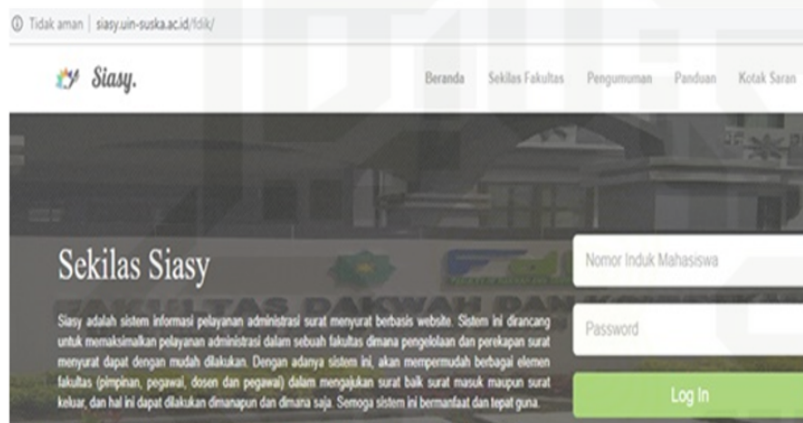 Tidak aman | siasy.uin-suska.ac.id/fdik/
Siasy.
Beranda Sekilas Fakultas Pengumuman Panduan Kotak Saran
Sekilas Siasy
Siasy adalah sistem informasi pelayanan administrasi surat menyurat berbasis website. Sistem ini dirancang
untuk memaksimalkan pelayanan administrasi dalam sebuah fakultas dimana pengelolaan dan perekapan surat
menyurat dapat dengan mudah dilakukan. Dengan adanya sistem ini, akan mempermudah berbagai elemen
fakultas (pimpinan, pegawai, dosen dan pegawai) dalam mengajukan surat baik surat masuk maupun surat
keluar, dan hal ini dapat dilakukan dimanapun dan dimana saja. Semoga sistem ini bermanfaat dan tepat guna.
FAKULTAS DAKWAH DAN
Nomor Induk Mahasiswa
Password
Log In